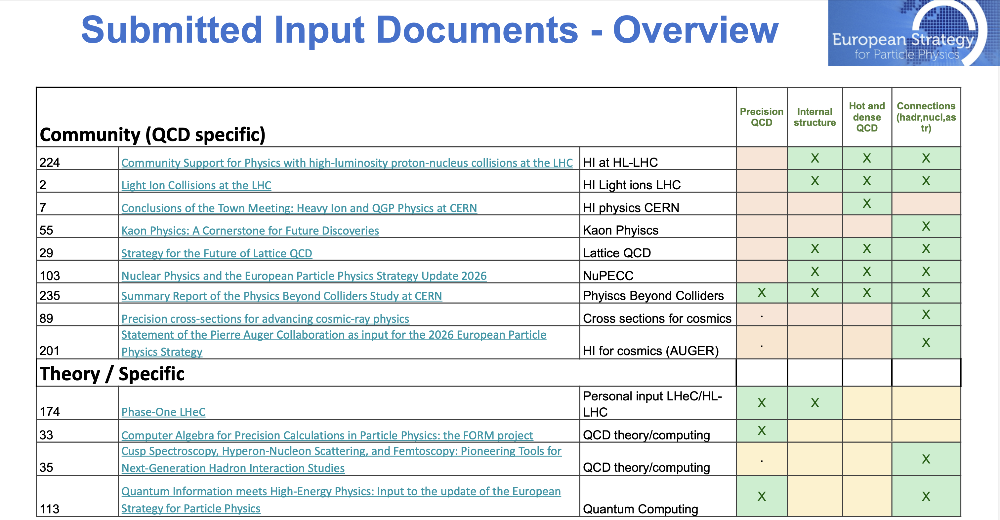 Submitted Input Documents - Overview
European Strategy
for Particle Physics
Community (QCD specific)
Precision
QCD
Internal
structure
Hot and
dense
QCD
Connections
(hadr,nucl,as
tr)
224 Community Support for Physics with high-luminosity proton-nucleus collisions at the LHC HI at HL-LHC X X X
2 Light Ion Collisions at the LHC HI Light ions LHC X X X
7 Conclusions of the Town Meeting: Heavy Ion and QGP Physics at CERN HI physics CERN X
55 Kaon Physics: A Cornerstone for Future Discoveries Kaon Phyiscs X
29 Strategy for the Future of Lattice QCD Lattice QCD X X X
103 Nuclear Physics and the European Particle Physics Strategy Update 2026 NuPECC X X X
235 Summary Report of the Physics Beyond Colliders Study at CERN Phyiscs Beyond Colliders X X X X
89 Precision cross-sections for advancing cosmic-ray physics Cross sections for cosmics . X
201 Statement of the Pierre Auger Collaboration as input for the 2026 European Particle
Physics Strategy HI for cosmics (AUGER) . X
Theory / Specific
174 Phase-One LHeC Personal input LHeC/HL-
LHC X X
33 Computer Algebra for Precision Calculations in Particle Physics: the FORM project QCD theory/computing X
35 Cusp Spectroscopy, Hyperon-Nucleon Scattering, and Femtoscopy: Pioneering Tools for
Next-Generation Hadron Interaction Studies QCD theory/computing . X
113 Quantum Information meets High-Energy Physics: Input to the update of the European
Strategy for Particle Physics Quantum Computing X X